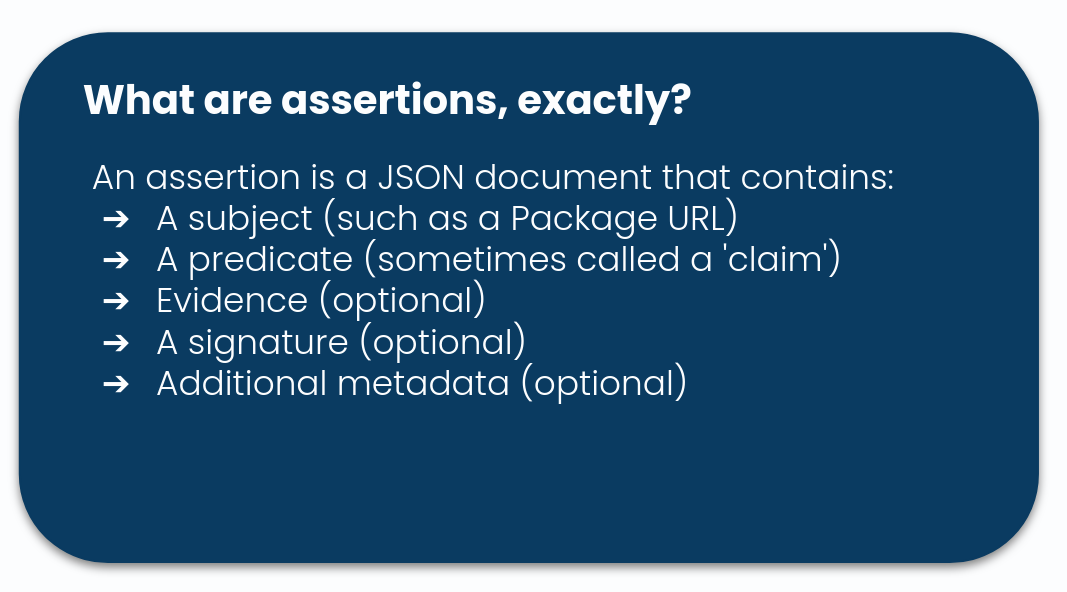 What are assertions, exactly?
An assertion is a JSON document that contains:
➔ A subject (such as a Package URL)
➔ A predicate (sometimes called a 'claim')
➔ Evidence (optional)
➔ A signature (optional)
➔ Additional metadata (optional)